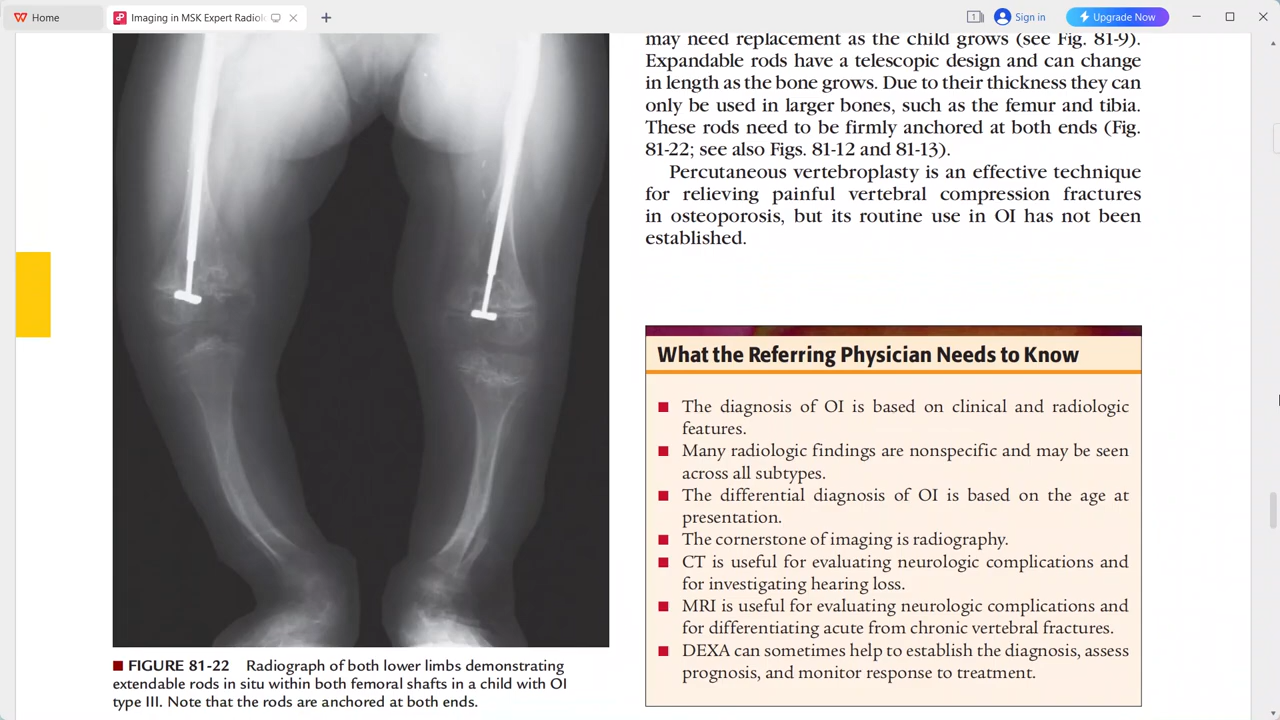 Home
Imaging in MSK Expert Radiolo
Sign in
Upgrade Now
may need replacement as the child grows (see Fig. 81-9).
Expandable rods have a telescopic design and can change
in length as the bone grows. Due to their thickness they can
only be used in larger bones, such as the femur and tibia.
These rods need to be firmly anchored at both ends (Fig.
81-22; see also Figs. 81-12 and 81-13).
Percutaneous vertebroplasty is an effective technique
for relieving painful vertebral compression fractures
in osteoporosis, but its routine use in OI has not been
established.
What the Referring Physician Needs to Know
The diagnosis of OI is based on clinical and radiologic
features.
Many radiologic findings are nonspecific and may be seen
across all subtypes.
The differential diagnosis of OI is based on the age at
presentation.
The cornerstone of imaging is radiography.
CT is useful for evaluating neurologic complications and
for investigating hearing loss.
MRI is useful for evaluating neurologic complications and
for differentiating acute from chronic vertebral fractures.
DEXA can sometimes help to establish the diagnosis, assess
prognosis, and monitor response to treatment.
FIGURE 81-22 Radiograph of both lower limbs demonstrating
extendable rods in situ within both femoral shafts in a child with OI
type III. Note that the rods are anchored at both ends.